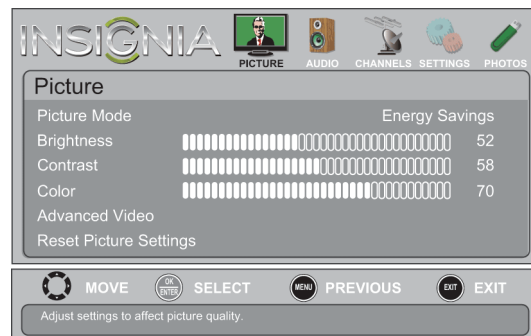 INSIGNIA
PICTURE AUDIO CHANNELS SETTINGS PHOTOS
Picture
Picture Mode Energy Savings
Brightness 52
Contrast 58
Color 70
Advanced Video
Reset Picture Settings
MOVE OK ENTER SELECT MENU PREVIOUS EXIT EXIT
Adjust settings to affect picture quality.